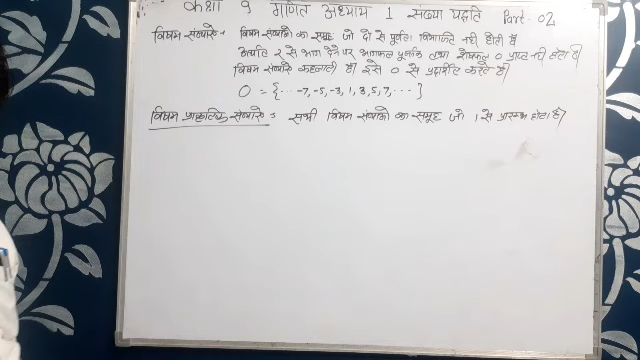 कक्षा 9 गणित अध्याय 1 संख्या पद्धति Part - 02
विषम संख्याऐ = विषम संख्याओं का समूह जो दो से पूर्णतः विभाजित नही होती है
अर्थात 2 से भाग देने पर भागफल पूर्णांक तथा शेषफल 0 प्राप्त नही होता है
विषम संख्याऐ कहलाती है। इसे O से प्रदर्शित करते है।
O = {··· -7, -5, -3, 1, 3, 5, 7, ··· }
विषम प्राकृतिक संख्याऐ = सभी विषम संख्याओं का समूह जो 1 से प्रारम्भ होता है।